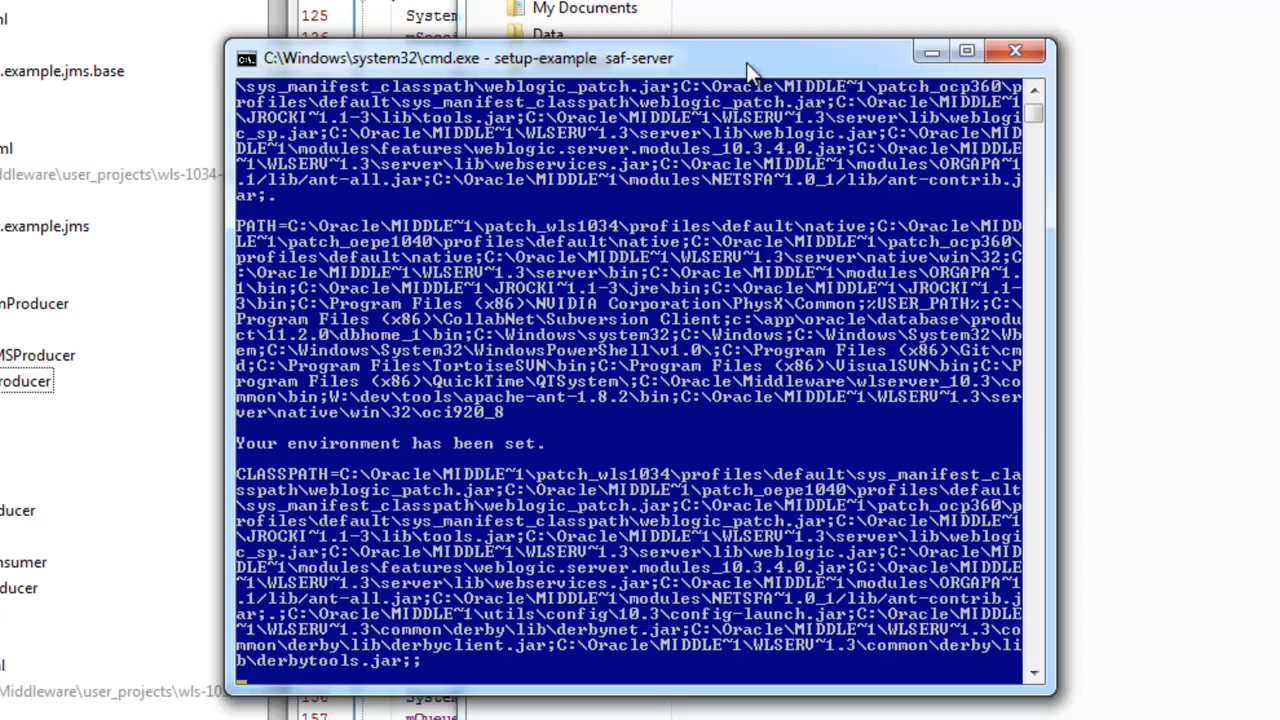 ml
125
System
My Documents
Data
C:\Windows\system32\cmd.exe - setup-example  saf-server
.example.jms.base
ml
ddleware\user_projects\wls-1034-
.example.jms
nProducer
MSProducer
roducer
ducer
nsumer
oducer
ml
Middleware\user_projects\wls-10
\sys_manifest_classpath\weblogic_patch.jar;C:\Oracle\MIDDLE~1\patch_ocp360\p
rofiles\default\sys_manifest_classpath\weblogic_patch.jar;C:\Oracle\MIDDLE~1
\JROCKI~1.1-3\lib\tools.jar;C:\Oracle\MIDDLE~1\WLSERV~1.3\server\lib\weblogi
c_sp.jar;C:\Oracle\MIDDLE~1\WLSERV~1.3\server\lib\weblogic.jar;C:\Oracle\MID
DLE~1\modules\features\weblogic.server.modules_10.3.4.0.jar;C:\Oracle\MIDDLE
~1\WLSERV~1.3\server\lib\webservices.jar;C:\Oracle\MIDDLE~1\modules\ORGAPA~1
.1/lib/ant-all.jar;C:\Oracle\MIDDLE~1\modules\NETSFA~1.0_1/lib/ant-contrib.j
ar;.
PATH=C:\Oracle\MIDDLE~1\patch_wls1034\profiles\default\native;C:\Oracle\MIDD
LE~1\patch_oepe1040\profiles\default\native;C:\Oracle\MIDDLE~1\patch_ocp360\
profiles\default\native;C:\Oracle\MIDDLE~1\WLSERV~1.3\server\native\win\32;C
:\Oracle\MIDDLE~1\WLSERV~1.3\server\bin;C:\Oracle\MIDDLE~1\modules\ORGAPA~1.
1\bin;C:\Oracle\MIDDLE~1\JROCKI~1.1-3\jre\bin;C:\Oracle\MIDDLE~1\JROCKI~1.1-
3\bin;C:\Program Files (x86)\NVIDIA Corporation\PhysX\Common;%USER_PATH%;C:\
Program Files (x86)\CollabNet\Subversion Client;c:\app\oracle\database\produ
ct\11.2.0\dbhome_1\bin;C:\Windows\system32;C:\Windows;C:\Windows\System32\Wb
em;C:\Windows\System32\WindowsPowerShell\v1.0\;C:\Program Files (x86)\Git\cm
d;C:\Program Files\TortoiseSVN\bin;C:\Program Files (x86)\VisualSVN\bin;C:\P
rogram Files (x86)\QuickTime\QTSystem\;C:\Oracle\Middleware\wlserver_10.3\co
mmon\bin;W:\dev\tools\apache-ant-1.8.2\bin;C:\Oracle\MIDDLE~1\WLSERV~1.3\ser
ver\native\win\32\oci920_8
Your environment has been set.
CLASSPATH=C:\Oracle\MIDDLE~1\patch_wls1034\profiles\default\sys_manifest_cla
sspath\weblogic_patch.jar;C:\Oracle\MIDDLE~1\patch_oepe1040\profiles\default
\sys_manifest_classpath\weblogic_patch.jar;C:\Oracle\MIDDLE~1\patch_ocp360\p
rofiles\default\sys_manifest_classpath\weblogic_patch.jar;C:\Oracle\MIDDLE~1
\JROCKI~1.1-3\lib\tools.jar;C:\Oracle\MIDDLE~1\WLSERV~1.3\server\lib\weblogi
c_sp.jar;C:\Oracle\MIDDLE~1\WLSERV~1.3\server\lib\weblogic.jar;C:\Oracle\MID
DLE~1\modules\features\weblogic.server.modules_10.3.4.0.jar;C:\Oracle\MIDDLE
~1\WLSERV~1.3\server\lib\webservices.jar;C:\Oracle\MIDDLE~1\modules\ORGAPA~1
.1/lib/ant-all.jar;C:\Oracle\MIDDLE~1\modules\NETSFA~1.0_1/lib/ant-contrib.j
ar;.;C:\Oracle\MIDDLE~1\utils\config\10.3\config-launch.jar;C:\Oracle\MIDDLE
~1\WLSERV~1.3\common\derby\lib\derbynet.jar;C:\Oracle\MIDDLE~1\WLSERV~1.3\co
mmon\derby\lib\derbyclient.jar;C:\Oracle\MIDDLE~1\WLSERV~1.3\common\derby\li
b\derbytools.jar;;
157
mQueue